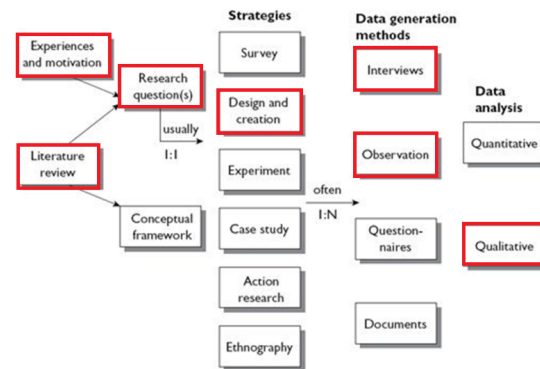 Strategies
Data generation
methods
Experiences
and motivation
Survey
Interviews
Research
question(s)
Data
analysis
Design and
creation
usually
1:1
Observation
Quantitative
Literature
review
Experiment
often
1:N
Conceptual
framework
Case study
Question-
naires
Qualitative
Action
research
Documents
Ethnography